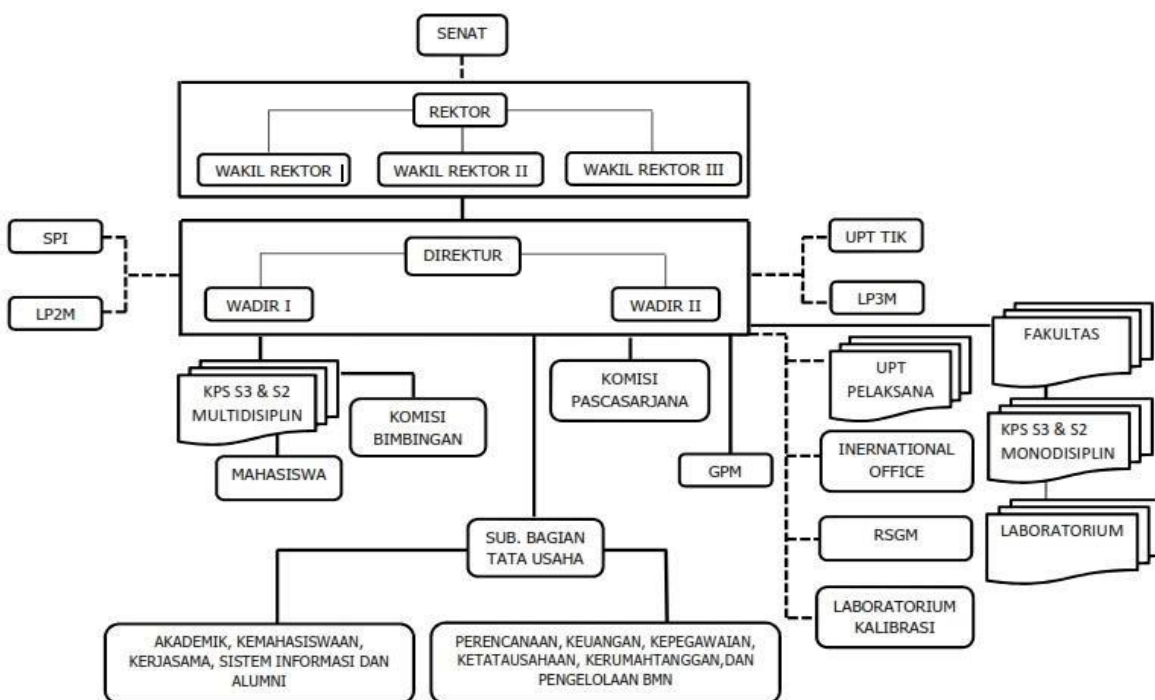 SENAT
REKTOR
WAKIL REKTOR I
WAKIL REKTOR II
WAKIL REKTOR III
SPI
LP2M
DIREKTUR
WADIR I
WADIR II
UPT TIK
LP3M
FAKULTAS
KPS S3 & S2
MULTIDISIPLIN
KOMISI
BIMBINGAN
MAHASISWA
KOMISI
PASCASARJANA
GPM
UPT
PELAKSANA
INERNATIONAL
OFFICE
RSGM
LABORATORIUM
KALIBRASI
KPS S3 & S2
MONODISIPLIN
LABORATORIUM
SUB. BAGIAN
TATA USAHA
AKADEMIK, KEMAHASISWAAN,
KERJASAMA, SISTEM INFORMASI DAN
ALUMNI
PERENCANAAN, KEUANGAN, KEPEGAWAIAN,
KETATAUSAHAAN, KERUMAHTANGGAN,DAN
PENGELOLAAN BMN